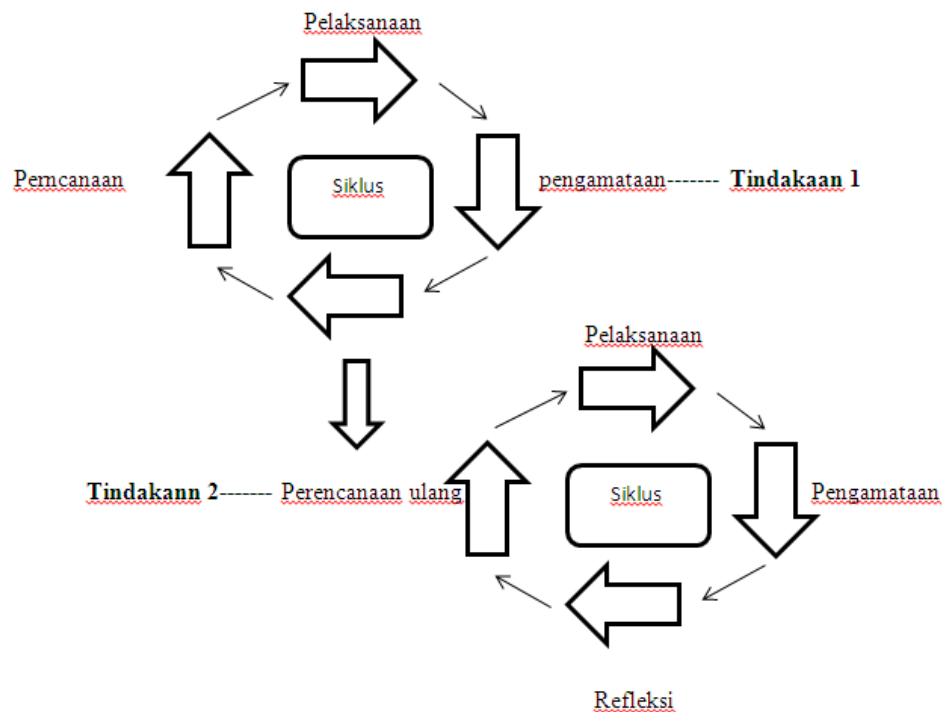 Pelaksanaan
Perncanaan
Siklus
pengamataan------- Tindakaan 1
Pelaksanaan
Tindakann 2------- Perencanaan ulang
Siklus
Pengamataan
Refleksi